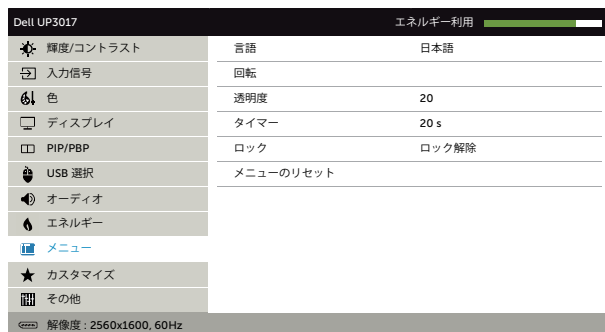 Dell UP3017 エネルギー利用
輝度/コントラスト 言語 日本語
入力信号 回転
色 透明度 20
ディスプレイ タイマー 20 s
PIP/PBP ロック ロック解除
USB 選択 メニューのリセット
オーディオ
エネルギー
メニュー
カスタマイズ
その他
解像度 : 2560x1600, 60Hz